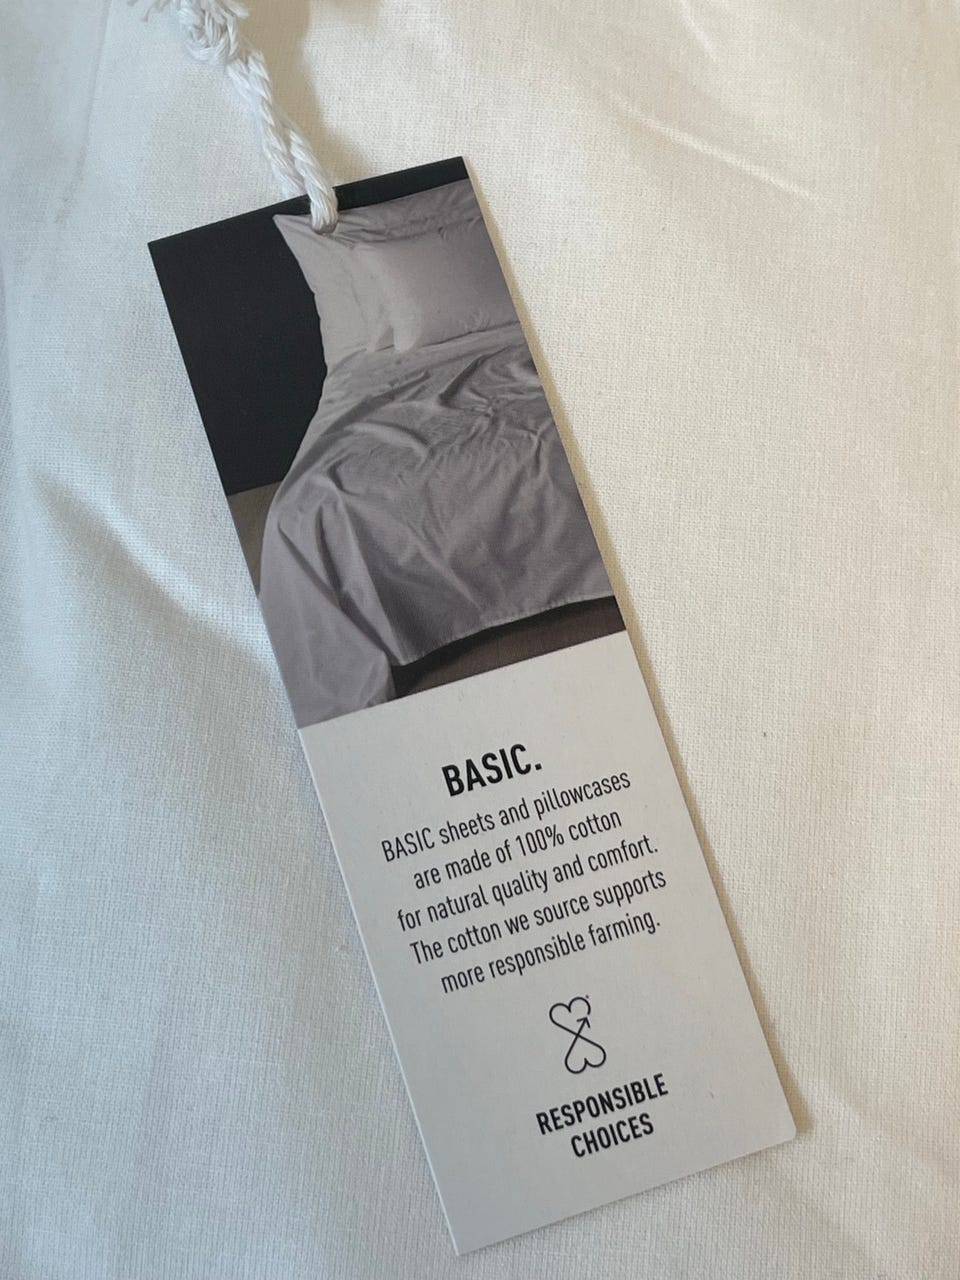 BASIC.
BASIC sheets and pillowcases
are made of 100% cotton
for natural quality and comfort.
The cotton we source supports
more responsible farming.
RESPONSIBLE
CHOICES